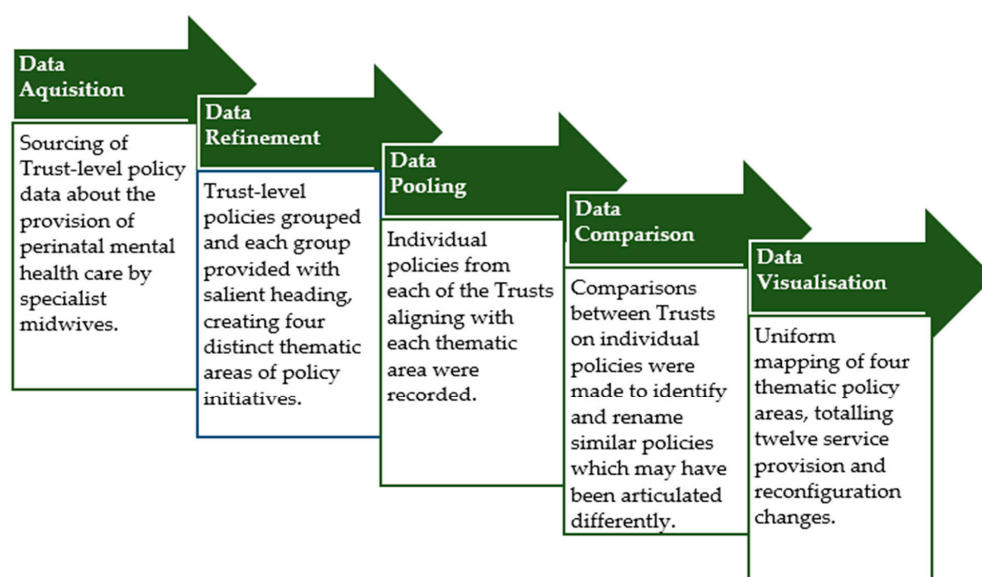 Data
Aquisition
Sourcing of
Trust-level policy
data about the
provision of
perinatal mental
health care by
specialist
midwives.
Data
Refinement
Trust-level
policies grouped
and each group
provided with
salient heading,
creating four
distinct thematic
areas of policy
initiatives.
Data
Pooling
Individual
policies from
each of the Trusts
aligning with
each thematic
area were
recorded.
Data
Comparison
Comparisons
between Trusts
on individual
policies were
made to identify
and rename
similar policies
which may have
been articulated
differently.
Data
Visualisation
Uniform
mapping of four
thematic policy
areas, totalling
twelve service
provision and
reconfiguration
changes.